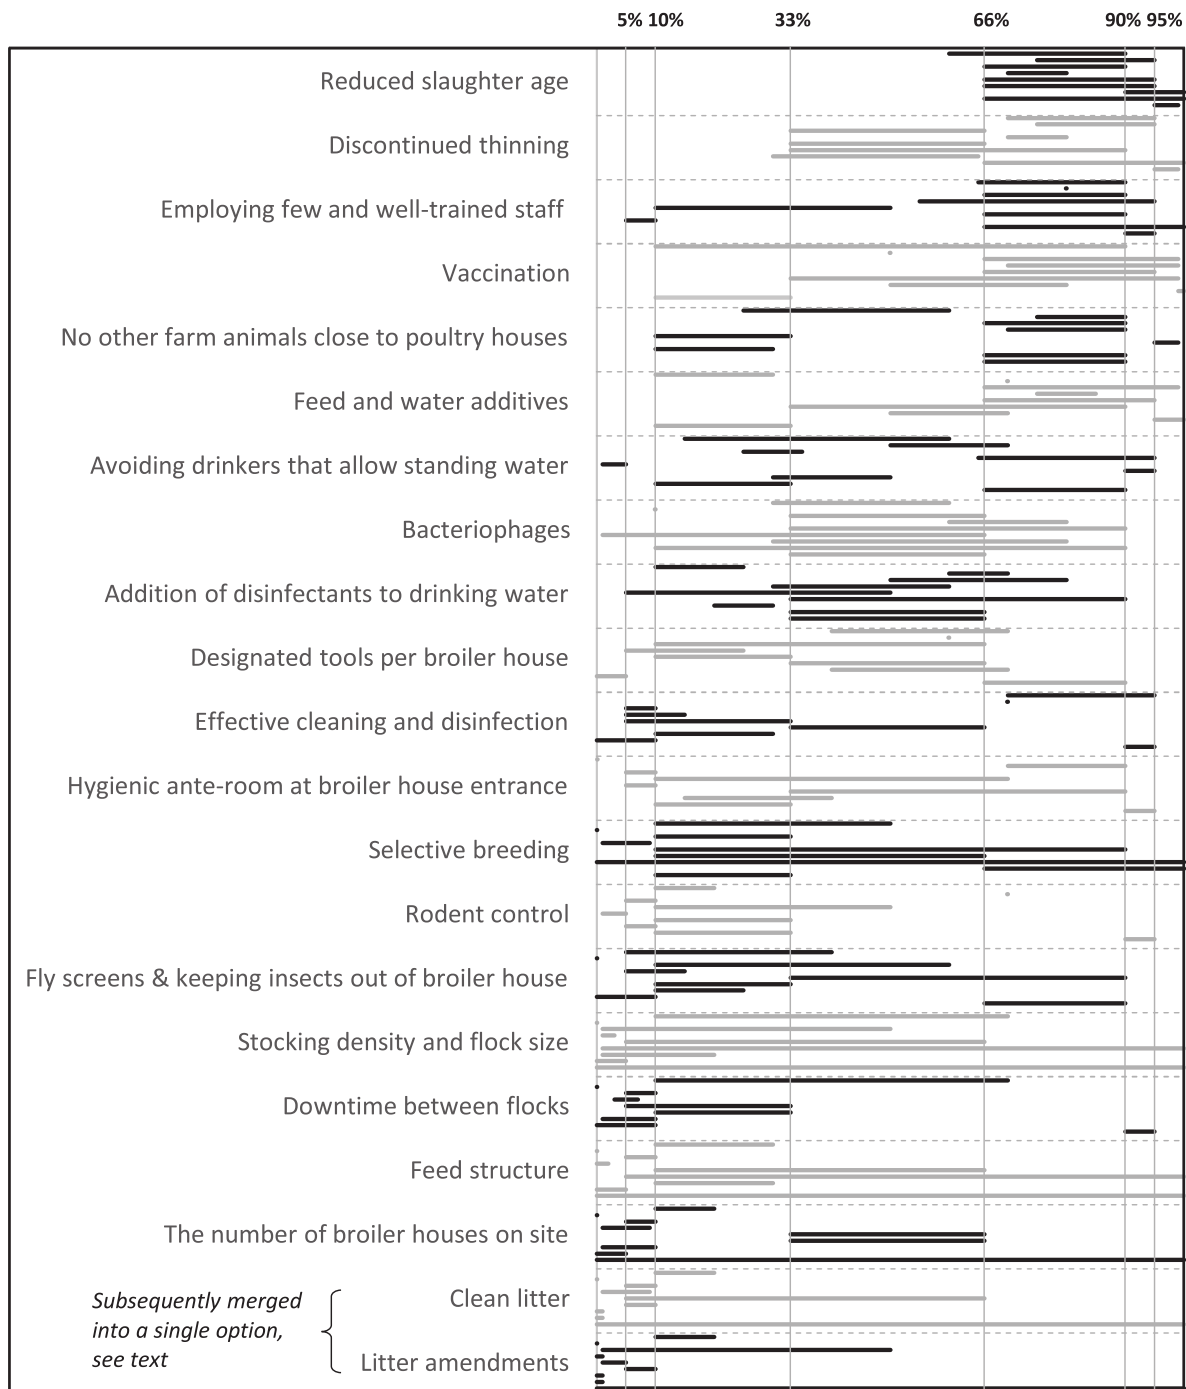 5% 10% 33% 66% 90% 95%
Reduced slaughter age
Discontinued thinning
Employing few and well-trained staff
Vaccination
No other farm animals close to poultry houses
Feed and water additives
Avoiding drinkers that allow standing water
Bacteriophages
Addition of disinfectants to drinking water
Designated tools per broiler house
Effective cleaning and disinfection
Hygienic ante-room at broiler house entrance
Selective breeding
Rodent control
Fly screens & keeping insects out of broiler house
Stocking density and flock size
Downtime between flocks
Feed structure
The number of broiler houses on site
Clean litter
Subsequently merged
into a single option,
see text
Litter amendments